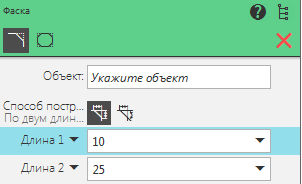 Фаска
Объект: Укажите объект
Способ постр...
По двум длин...
Длина 1 10
Длина 2 25